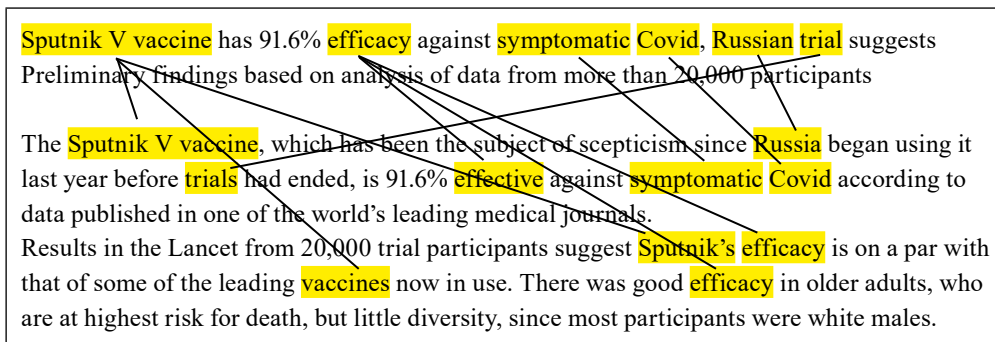 Sputnik V vaccine has 91.6% efficacy against symptomatic Covid, Russian trial suggests
Preliminary findings based on analysis of data from more than 20,000 participants
The Sputnik V vaccine, which has been the subject of scepticism since Russia began using it
last year before trials had ended, is 91.6% effective against symptomatic Covid according to
data published in one of the world’s leading medical journals.
Results in the Lancet from 20,000 trial participants suggest Sputnik’s efficacy is on a par with
that of some of the leading vaccines now in use. There was good efficacy in older adults, who
are at highest risk for death, but little diversity, since most participants were white males.